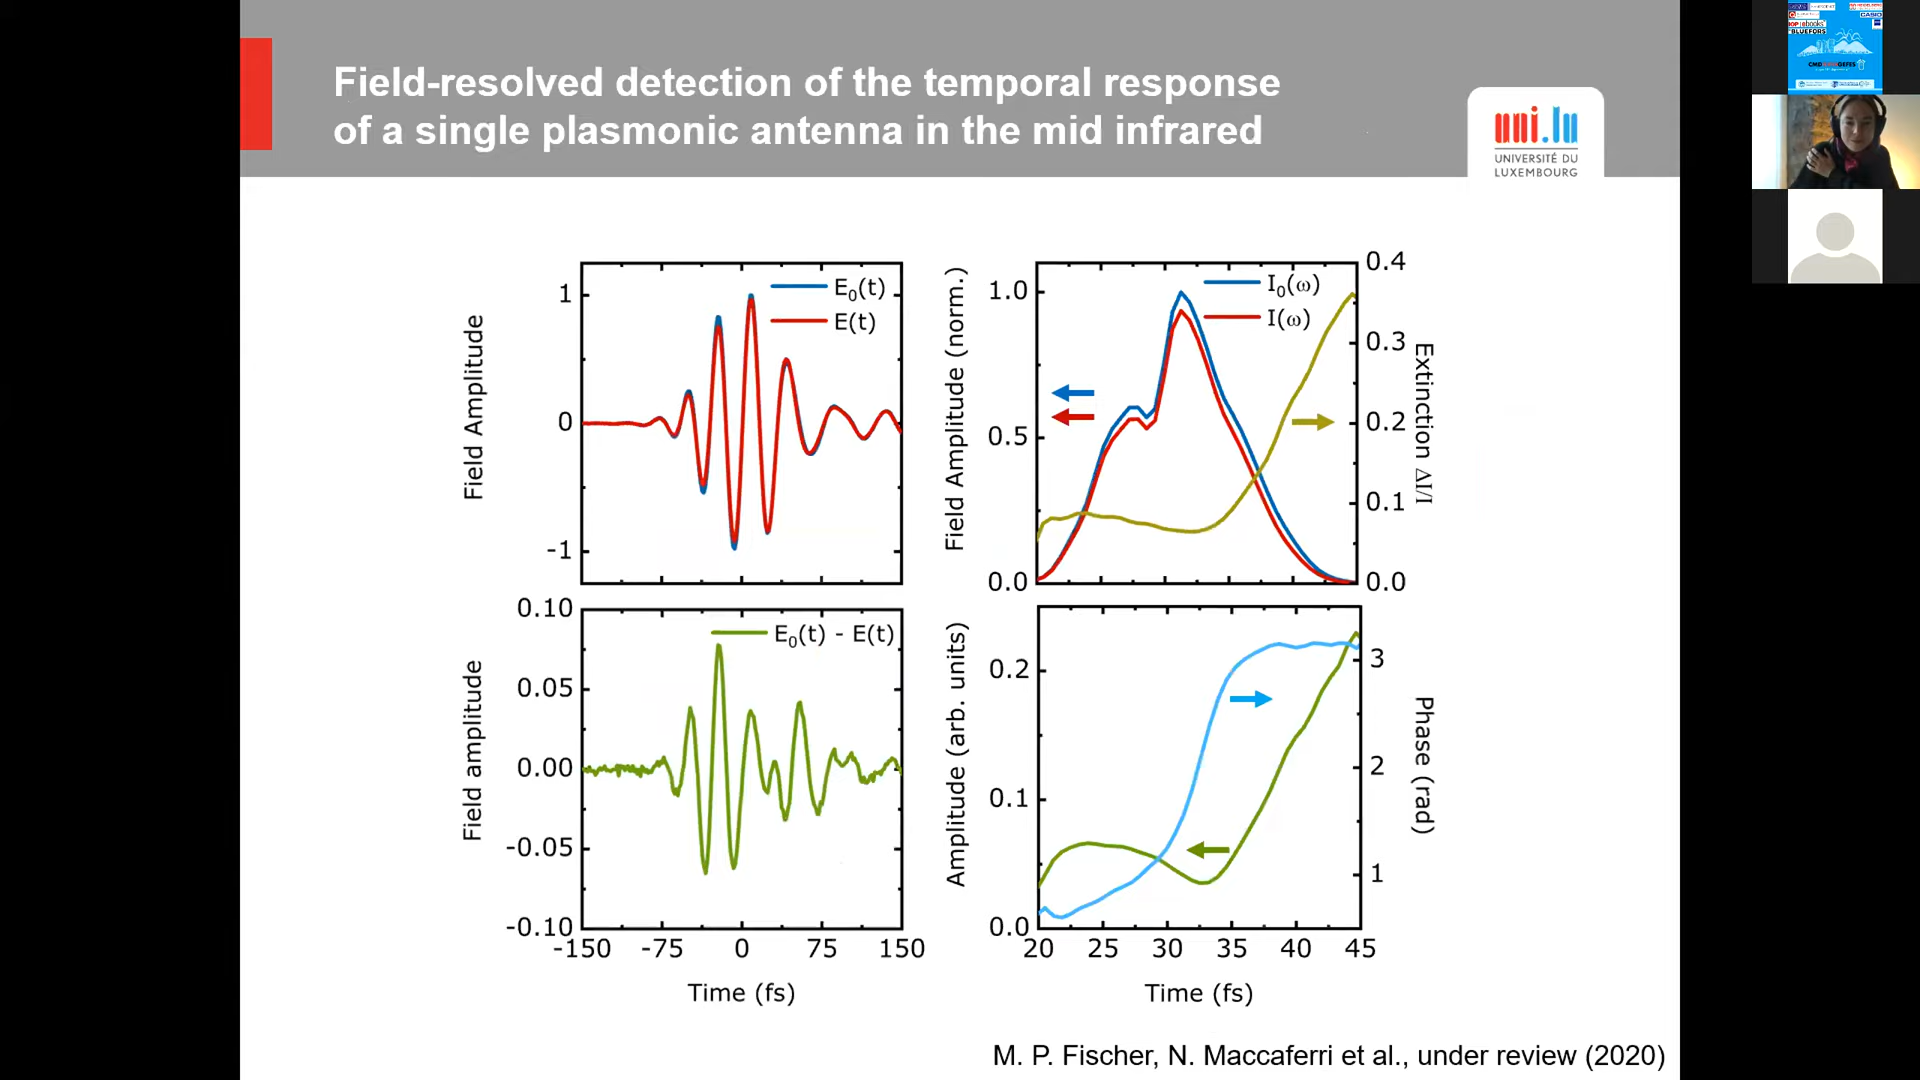 Field-resolved detection of the temporal response
of a single plasmonic antenna in the mid infrared
uni.lu
UNIVERSITÉ DU
LUXEMBOURG
Field Amplitude
1
0
-1
E₀(t)
E(t)
Field Amplitude (norm.)
1.0
0.5
0.0
I₀(ω)
I(ω)
0.4
0.3
0.2
0.1
0.0
Extinction ΔI/I
Field amplitude
0.10
0.05
0.00
-0.05
-0.10
E₀(t) - E(t)
-150 -75 0 75 150
Time (fs)
Amplitude (arb. units)
0.2
0.1
0.0
3
2
1
Phase (rad)
20 25 30 35 40 45
Time (fs)
M. P. Fischer, N. Maccaferri et al., under review (2020)
CASIO
IOP ebooks
BLUEFORS